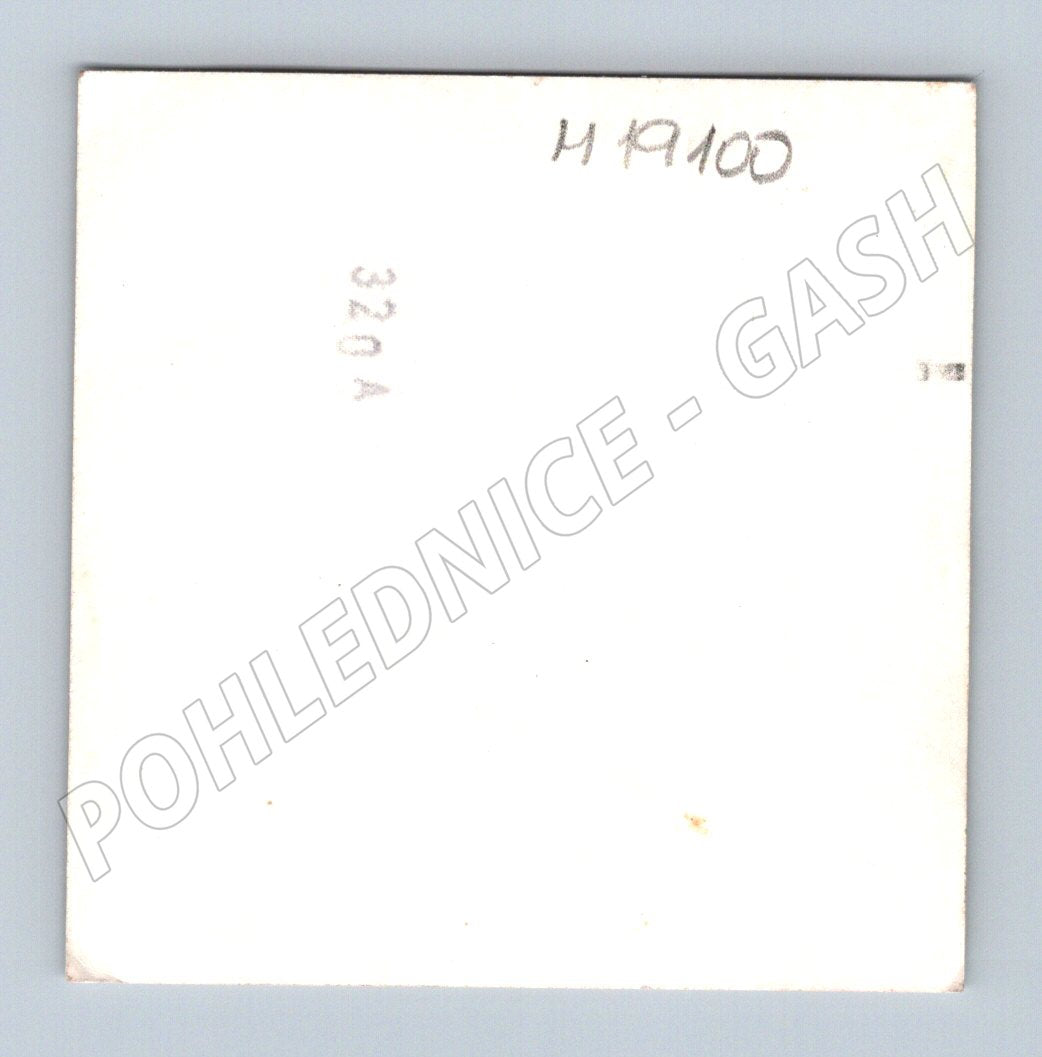 M 19100
320 A
POHLEDNICE - GASH